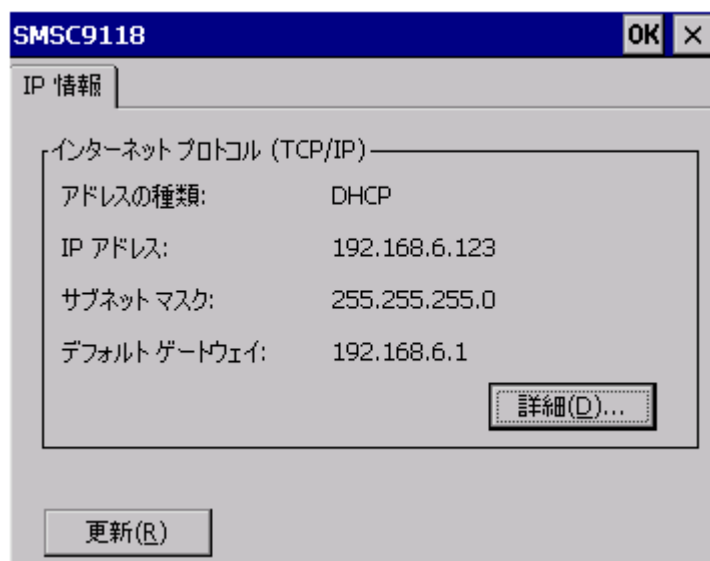 SMSC9118 OK ×
IP 情報
インターネット プロトコル (TCP/IP)
アドレスの種類: DHCP
IP アドレス: 192.168.6.123
サブネット マスク: 255.255.255.0
デフォルト ゲートウェイ: 192.168.6.1
詳細(D)...
更新(R)